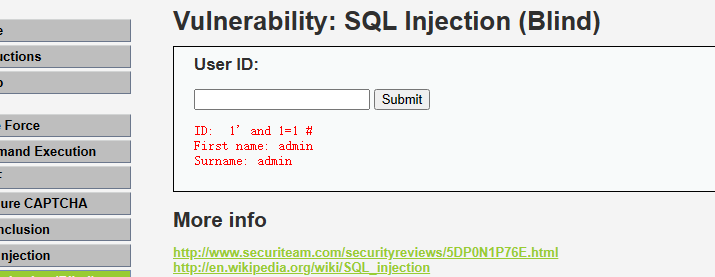 Vulnerability: SQL Injection (Blind)
User ID:
Submit
ID:  1' and 1=1 #
First name: admin
Surname: admin
More info
http://www.securiteam.com/securityreviews/5DP0N1P76E.html
http://en.wikipedia.org/wiki/SQL_injection
uctions
Force
mand Execution
ure CAPTCHA
nclusion
njection